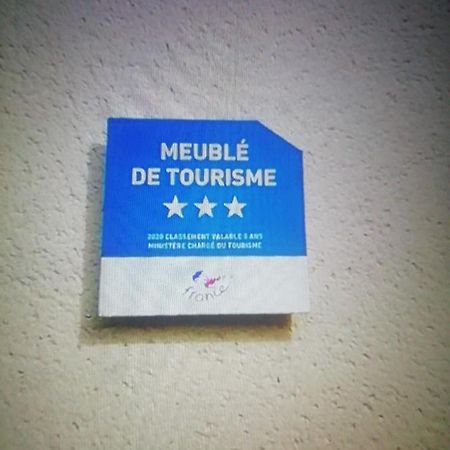 MEUBLÉ
DE TOURISME
2020 CLASSEMENT VALABLE 5 ANS
MINISTÈRE CHARGÉ DU TOURISME
france